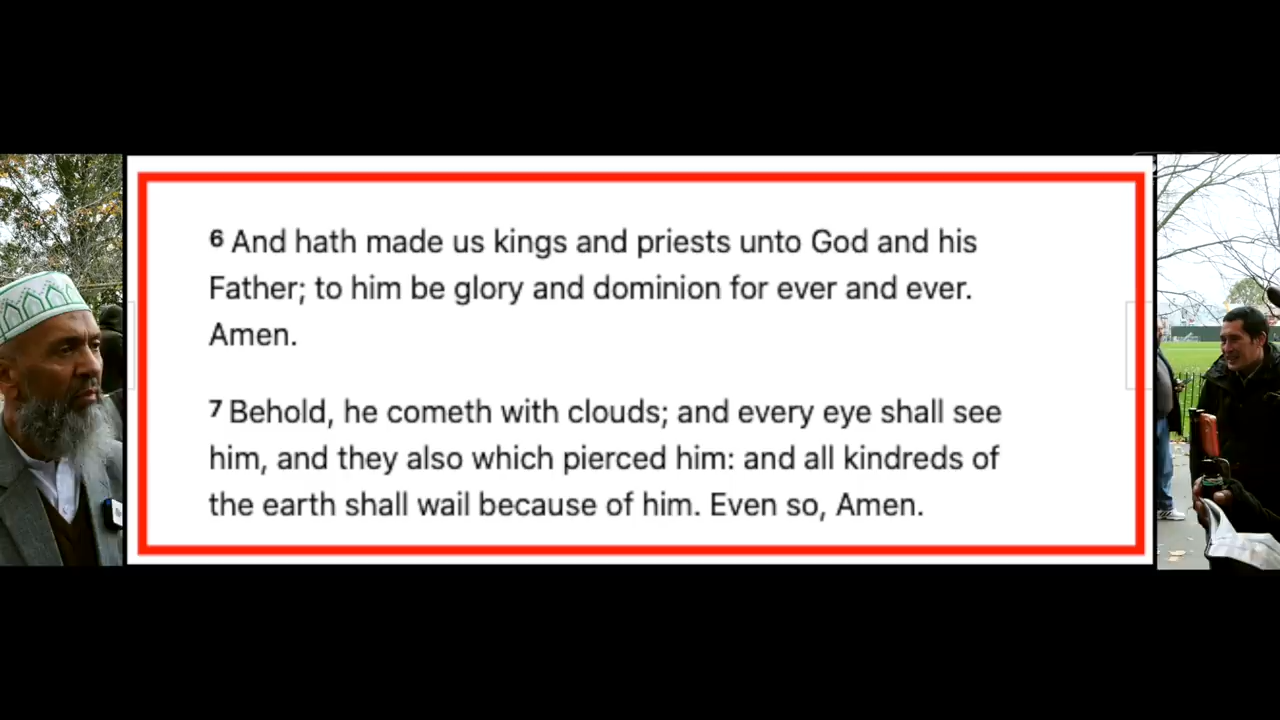 6 And hath made us kings and priests unto God and his
Father; to him be glory and dominion for ever and ever.
Amen.
7 Behold, he cometh with clouds; and every eye shall see
him, and they also which pierced him: and all kindreds of
the earth shall wail because of him. Even so, Amen.